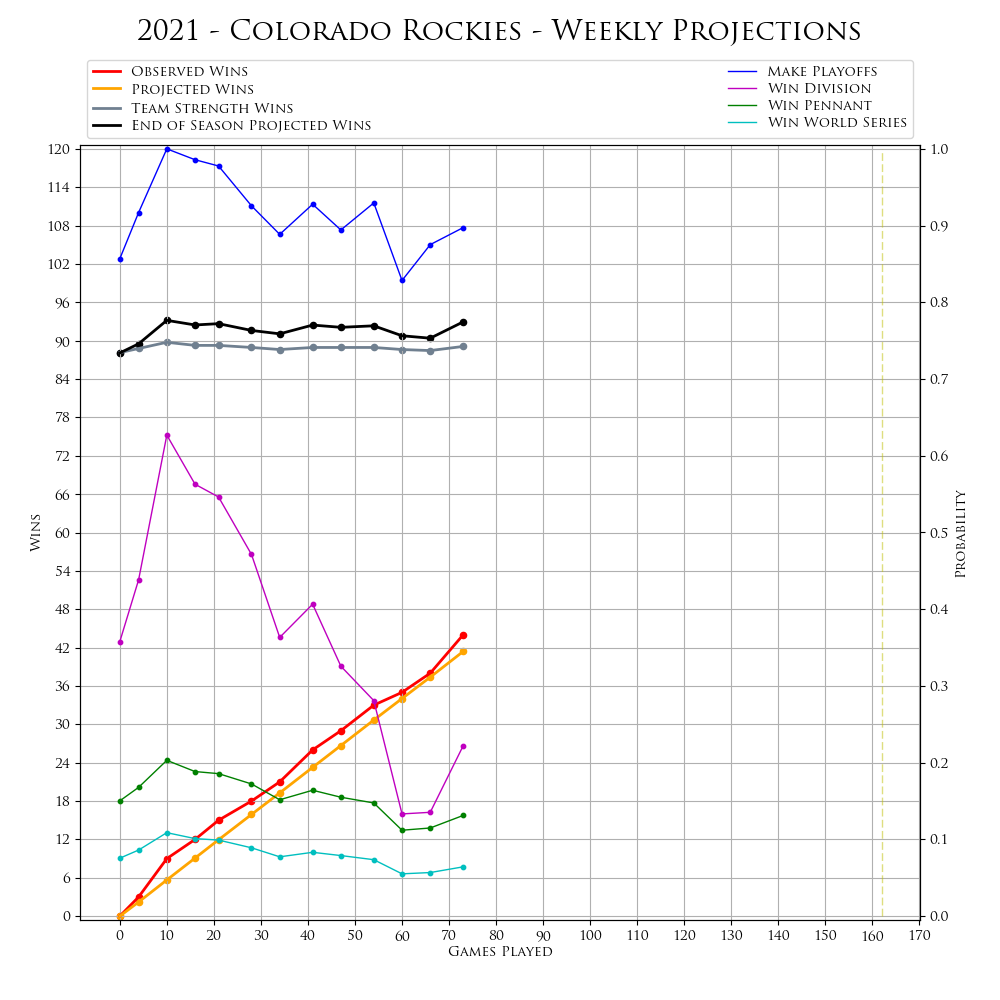 2021 - Colorado Rockies - Weekly Projections
Observed Wins
Projected Wins
Team Strength Wins
End of Season Projected Wins
Make Playoffs
Win Division
Win Pennant
Win World Series
120
114
108
102
96
90
84
78
72
66
60
54
48
42
36
30
24
18
12
6
0
Wins
1.0
0.9
0.8
0.7
0.6
0.5
0.4
0.3
0.2
0.1
0.0
Probability
0 10 20 30 40 50 60 70 80 90 100 110 120 130 140 150 160 170
Games Played